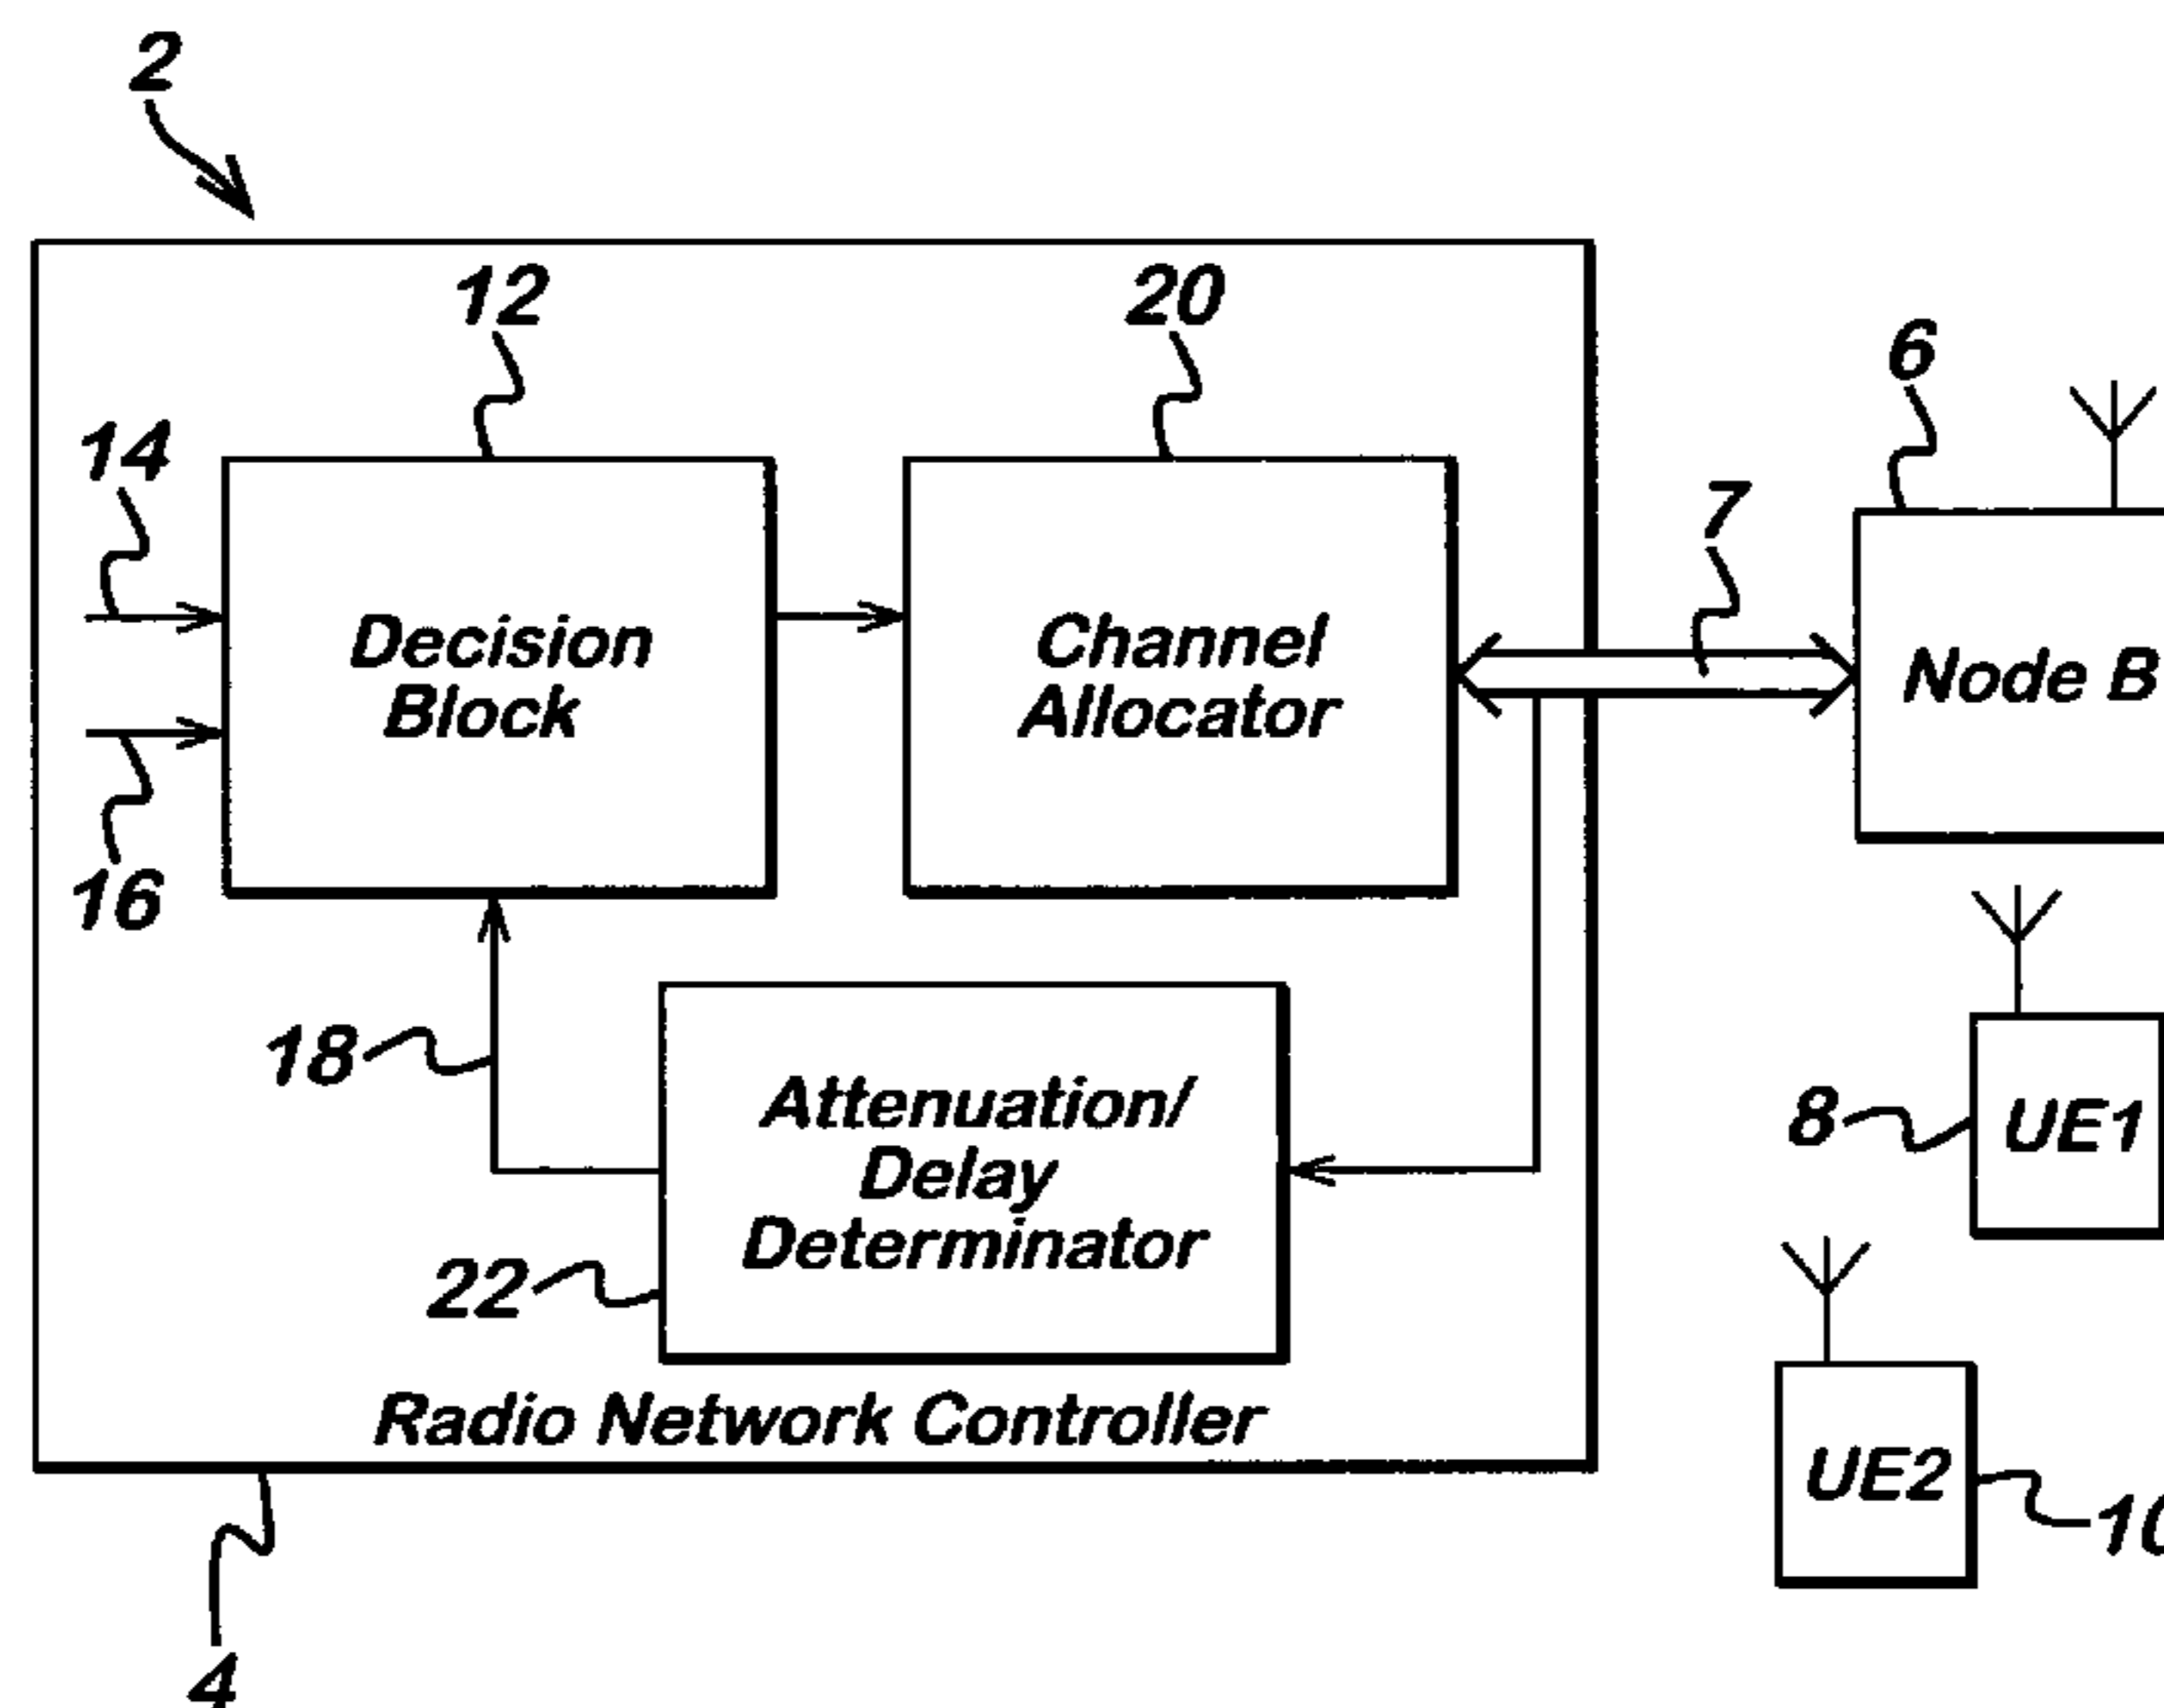 2
12
20
6
14
7
Decision
Block
Channel
Allocator
Node B
16
18
Attenuation/
Delay
Determinator
8
UE1
22
Radio Network Controller
UE2
10
4